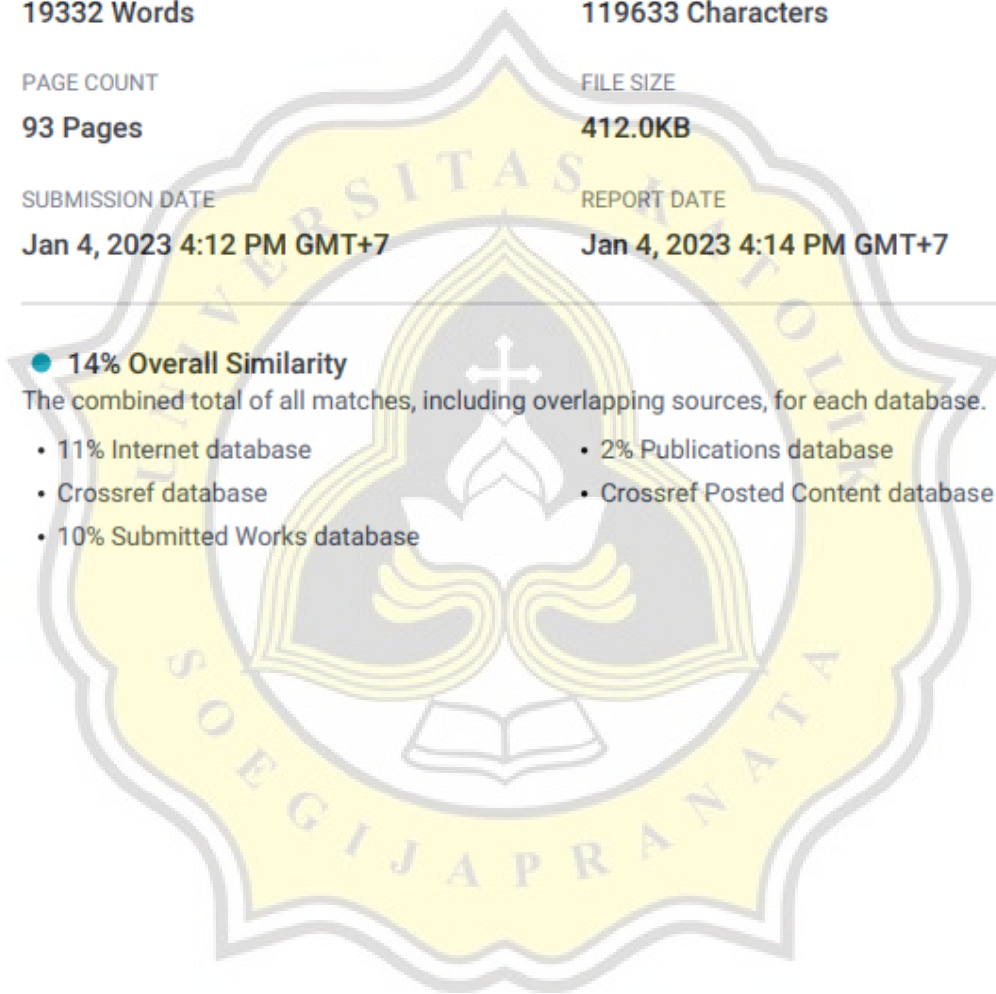 19332 Words
119633 Characters
PAGE COUNT
FILE SIZE
93 Pages
412.0KB
SUBMISSION DATE
REPORT DATE
Jan 4, 2023 4:12 PM GMT+7
Jan 4, 2023 4:14 PM GMT+7
14% Overall Similarity
The combined total of all matches, including overlapping sources, for each database.
• 11% Internet database
• 2% Publications database
• Crossref database
• Crossref Posted Content database
• 10% Submitted Works database
UNIVERSITAS KATOLIK
SOEGIJAPRANATA